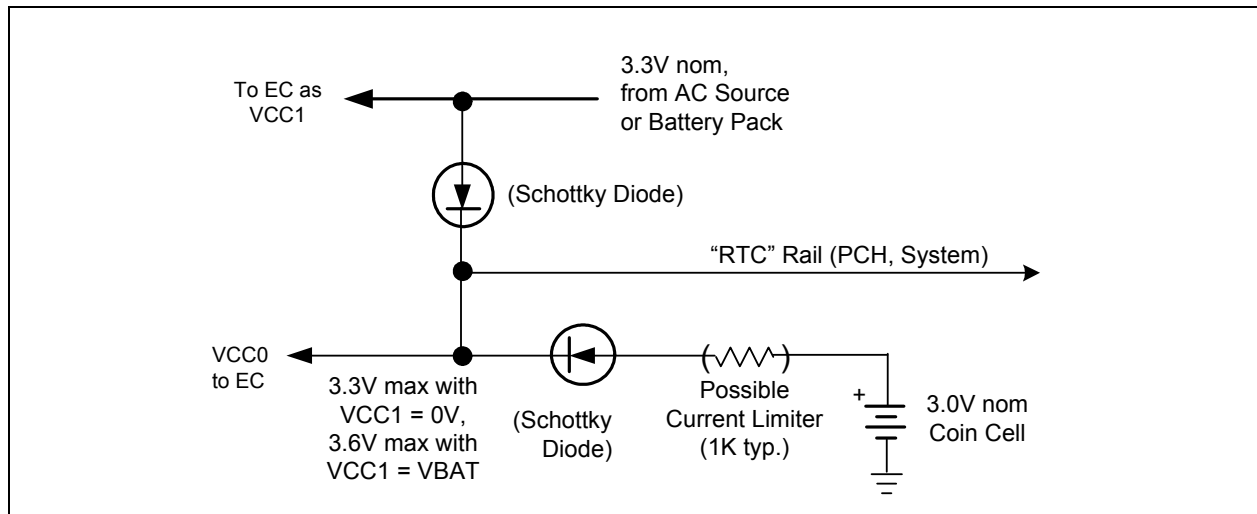 3.3V nom,
from AC Source
or Battery Pack
To EC as
VCC1
(Schottky Diode)
“RTC” Rail (PCH, System)
VCC0
to EC
3.3V max with
VCC1 = 0V,
3.6V max with
VCC1 = VBAT
(Schottky
Diode)
( )
Possible
Current Limiter
(1K typ.)
+
3.0V nom
Coin Cell